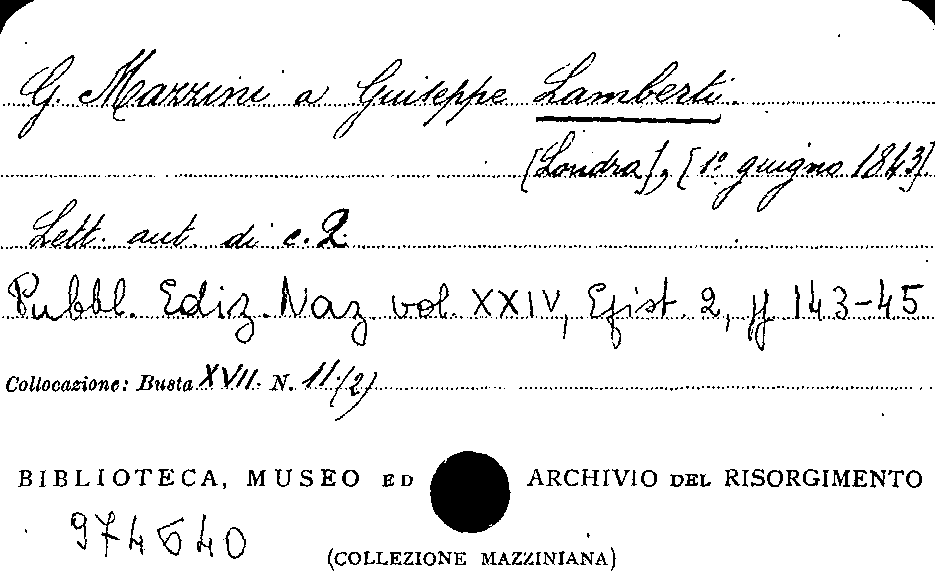 G. Mazzini a Giuseppe Lamberti.
[Londra], [1º giugno 1843].
Lett. aut. di c. 2.
Pubbl. Ediz. Naz. vol. XXIV, Epist. 2, pp 143-45
Collocazione: Busta XVII. N. 11.(2)
BIBLIOTECA, MUSEO ED ARCHIVIO DEL RISORGIMENTO
974640
(COLLEZIONE MAZZINIANA)